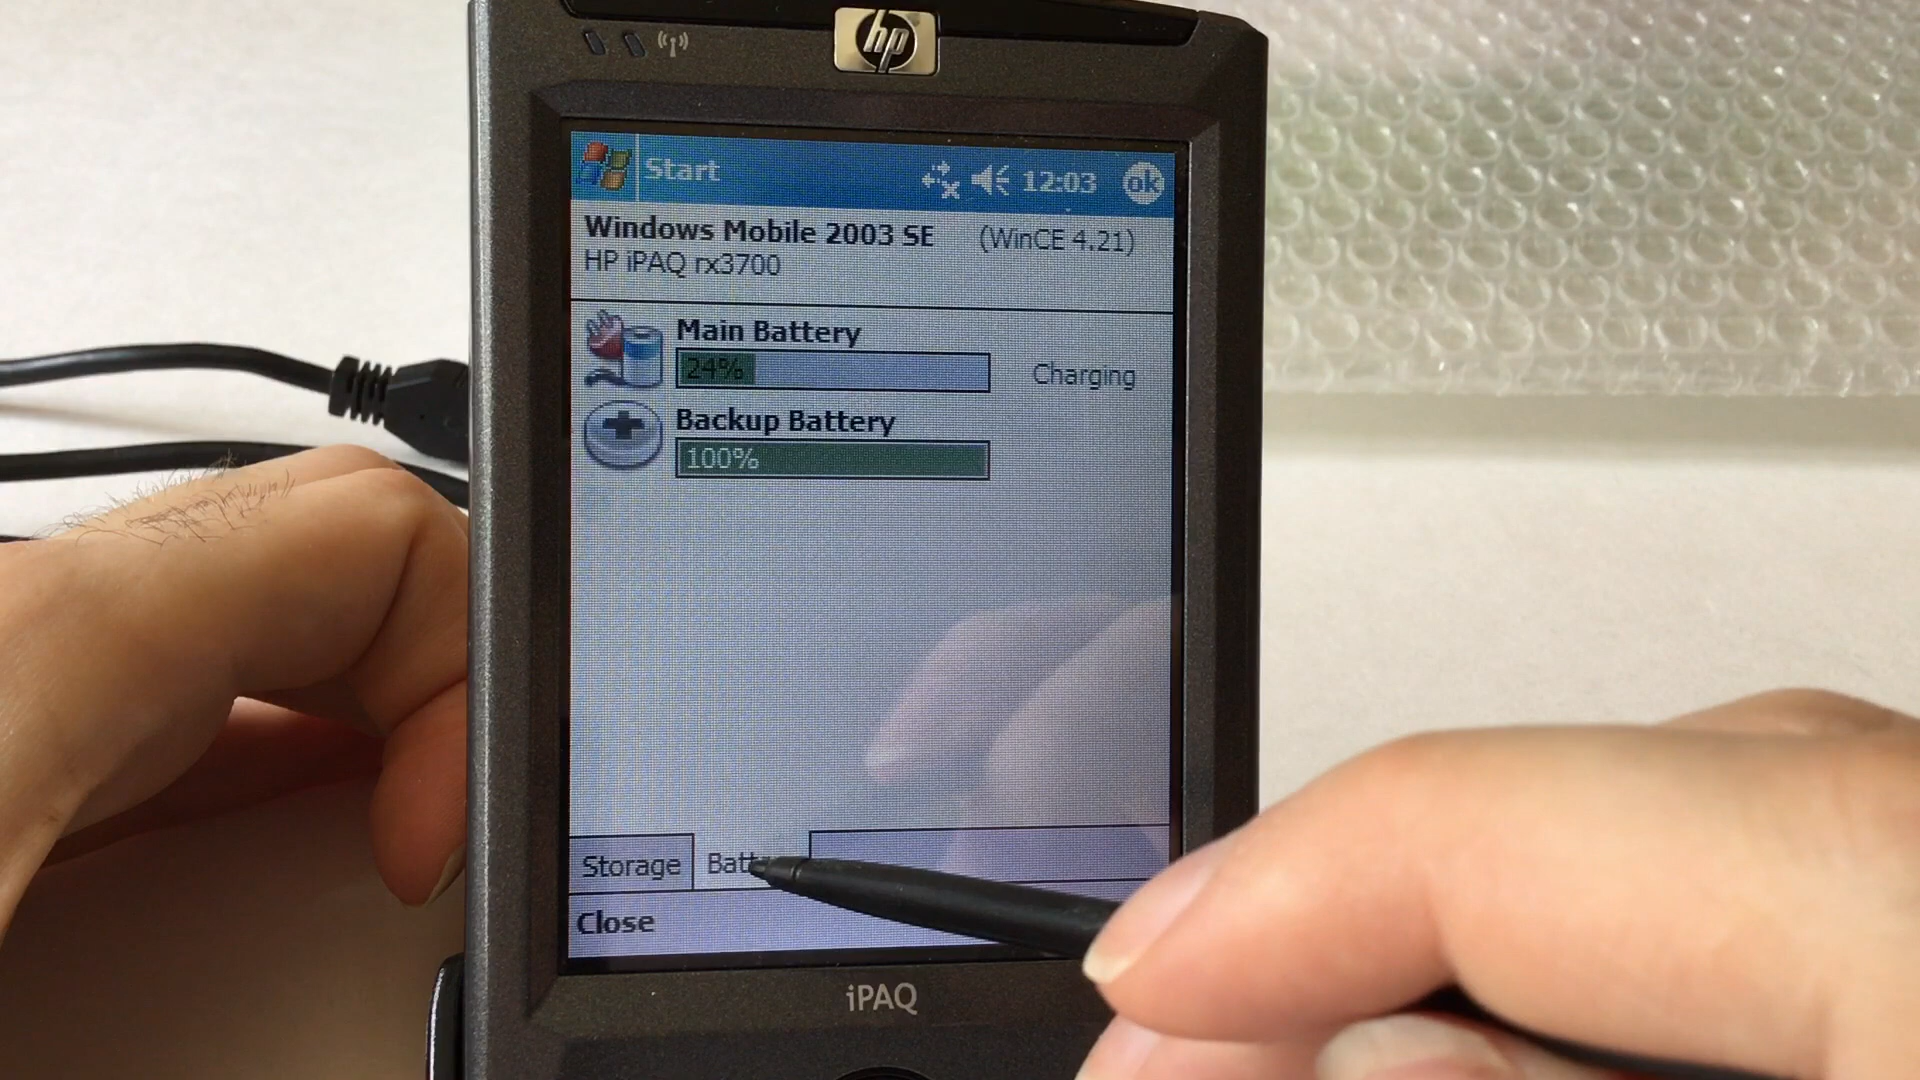 hp
Start 12:03 ok
Windows Mobile 2003 SE (WinCE 4.21)
HP iPAQ rx3700
Main Battery
24% Charging
Backup Battery
100%
Storage Batt
Close
iPAQ